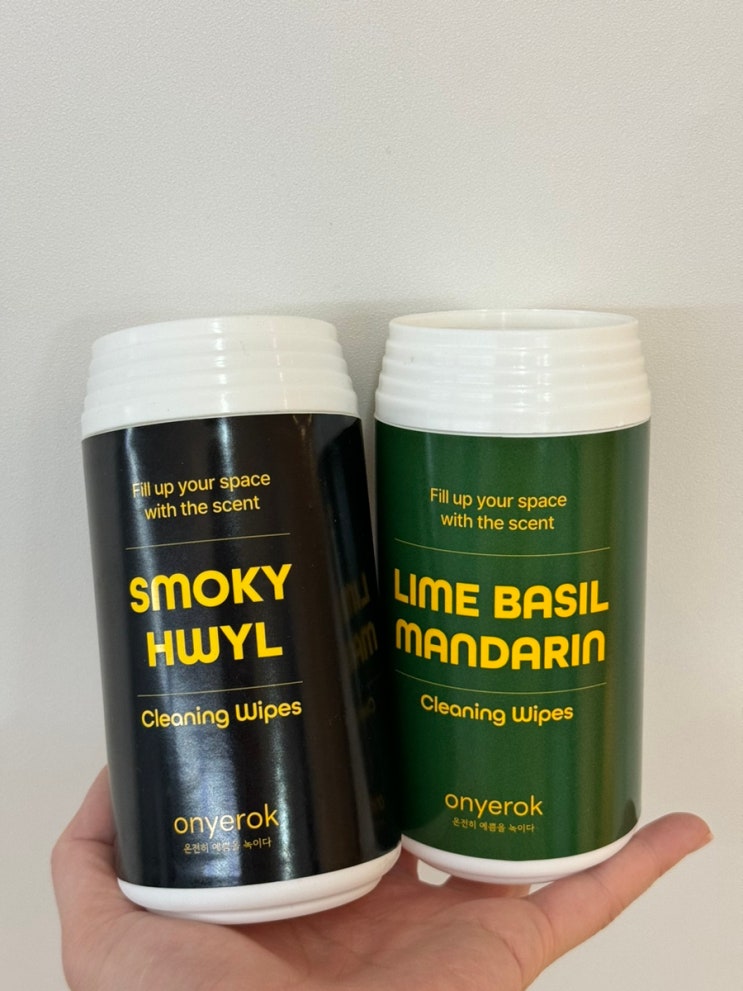 Fill up your space
with the scent
SMOKY
HWYL
Cleaning Wipes
onyerok
온전히 예쁨을 녹이다
Fill up your space
with the scent
LIME BASIL
MANDARIN
Cleaning Wipes
onyerok
온전히 예쁨을 녹이다